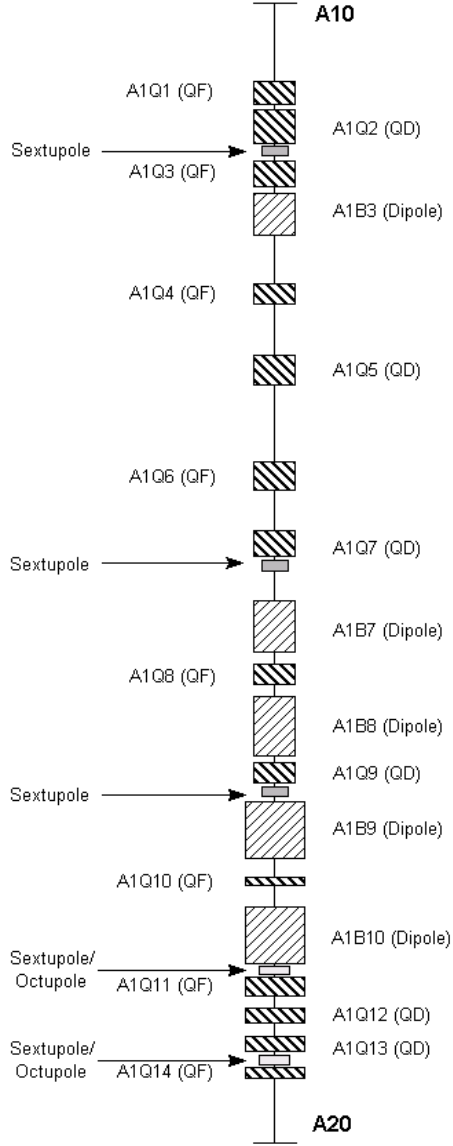 A10
A1Q1 (QF)
A1Q2 (QD)
Sextupole
A1Q3 (QF)
A1B3 (Dipole)
A1Q4 (QF)
A1Q5 (QD)
A1Q6 (QF)
A1Q7 (QD)
Sextupole
A1B7 (Dipole)
A1Q8 (QF)
A1B8 (Dipole)
A1Q9 (QD)
Sextupole
A1B9 (Dipole)
A1Q10 (QF)
A1B10 (Dipole)
Sextupole/
Octupole
A1Q11 (QF)
A1Q12 (QD)
A1Q13 (QD)
Sextupole/
Octupole
A1Q14 (QF)
A20